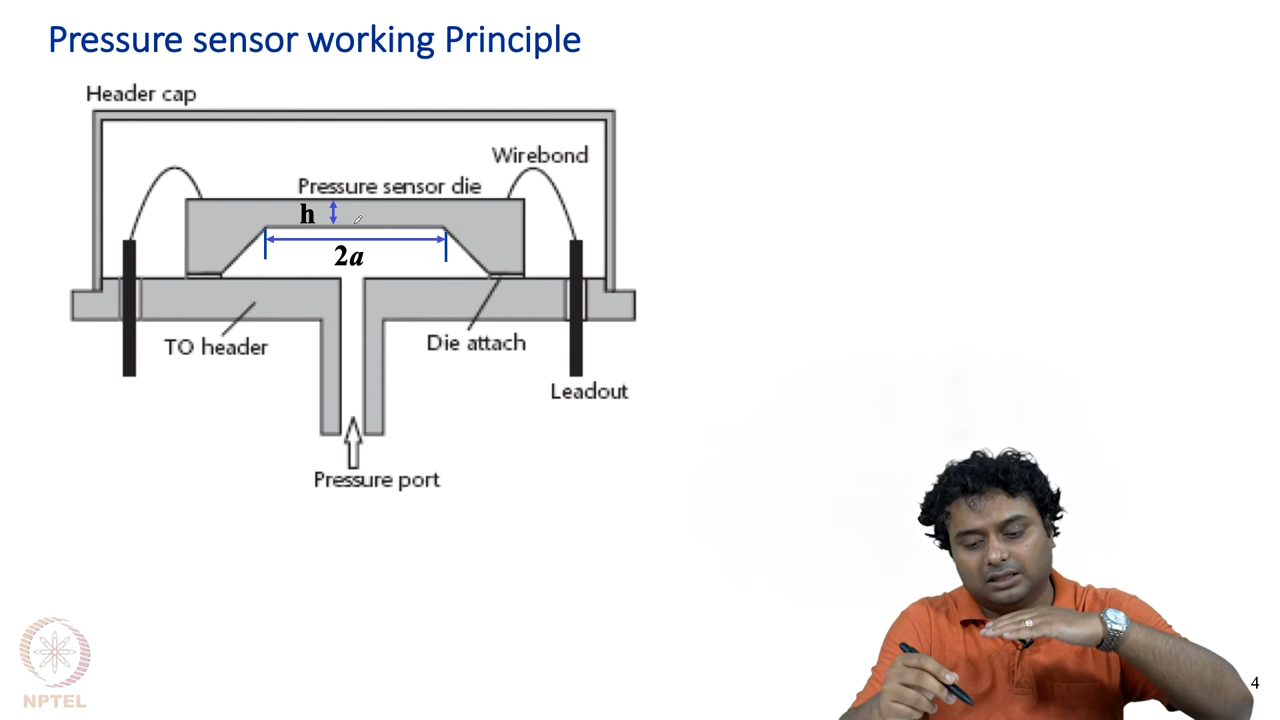 Pressure sensor working Principle
Header cap
Wirebond
Pressure sensor die
h
2a
TO header
Die attach
Leadout
Pressure port
NPTEL
4